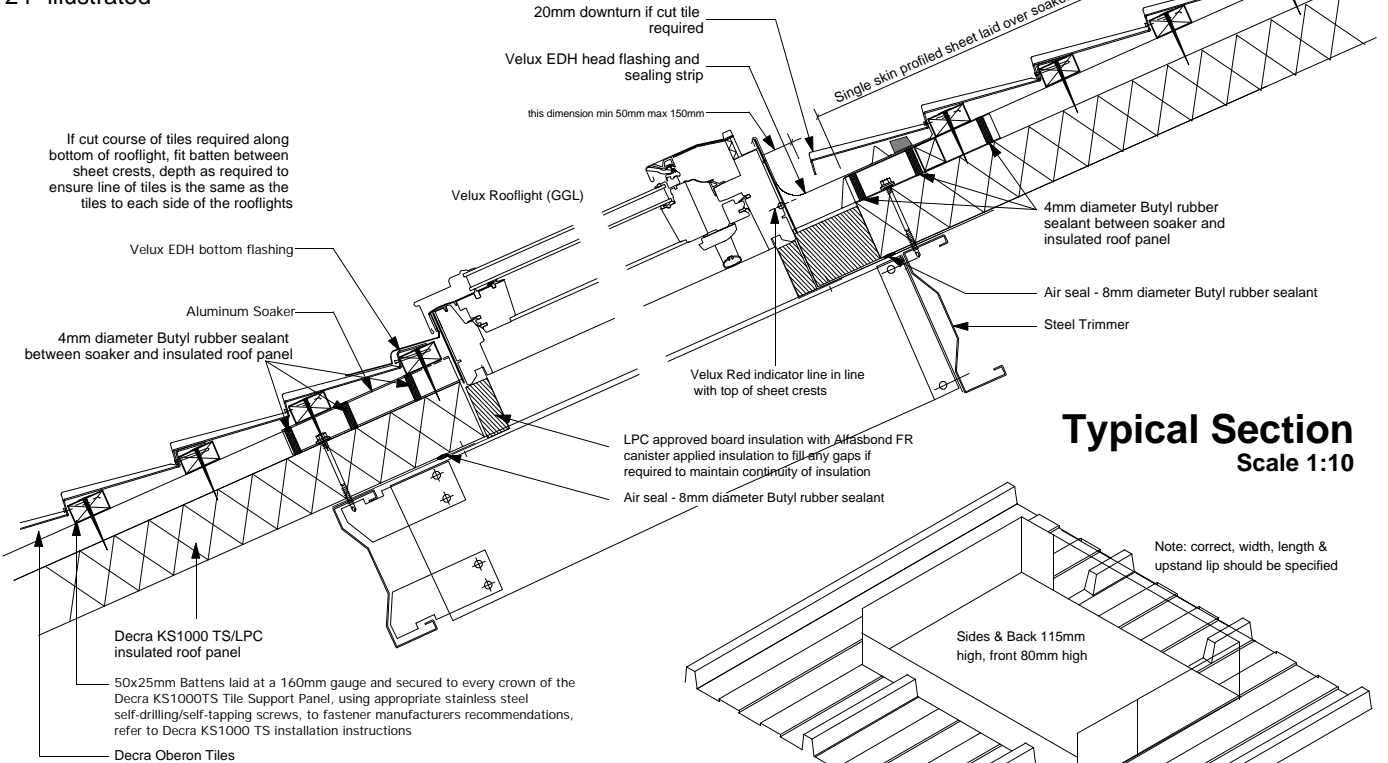 21° illustrated
20mm downturn if cut tile
required
Velux EDH head flashing and
sealing strip
this dimension min 50mm max 150mm
Single skin profiled sheet laid over soaker
If cut course of tiles required along
bottom of rooflight, fit batten between
sheet crests, depth as required to
ensure line of tiles is the same as the
tiles to each side of the rooflights
Velux Rooflight (GGL)
4mm diameter Butyl rubber
sealant between soaker and
insulated roof panel
Velux EDH bottom flashing
Aluminum Soaker
4mm diameter Butyl rubber sealant
between soaker and insulated roof panel
Air seal - 8mm diameter Butyl rubber sealant
Steel Trimmer
Velux Red indicator line in line
with top of sheet crests
LPC approved board insulation with Alfasbond FR
canister applied insulation to fill any gaps if
required to maintain continuity of insulation
Air seal - 8mm diameter Butyl rubber sealant
Typical Section
Scale 1:10
Note: correct, width, length &
upstand lip should be specified
Sides & Back 115mm
high, front 80mm high
Decra KS1000 TS/LPC
insulated roof panel
50x25mm Battens laid at a 160mm gauge and secured to every crown of the
Decra KS1000TS Tile Support Panel, using appropriate stainless steel
self-drilling/self-tapping screws, to fastener manufacturers recommendations,
refer to Decra KS1000 TS installation instructions
Decra Oberon Tiles